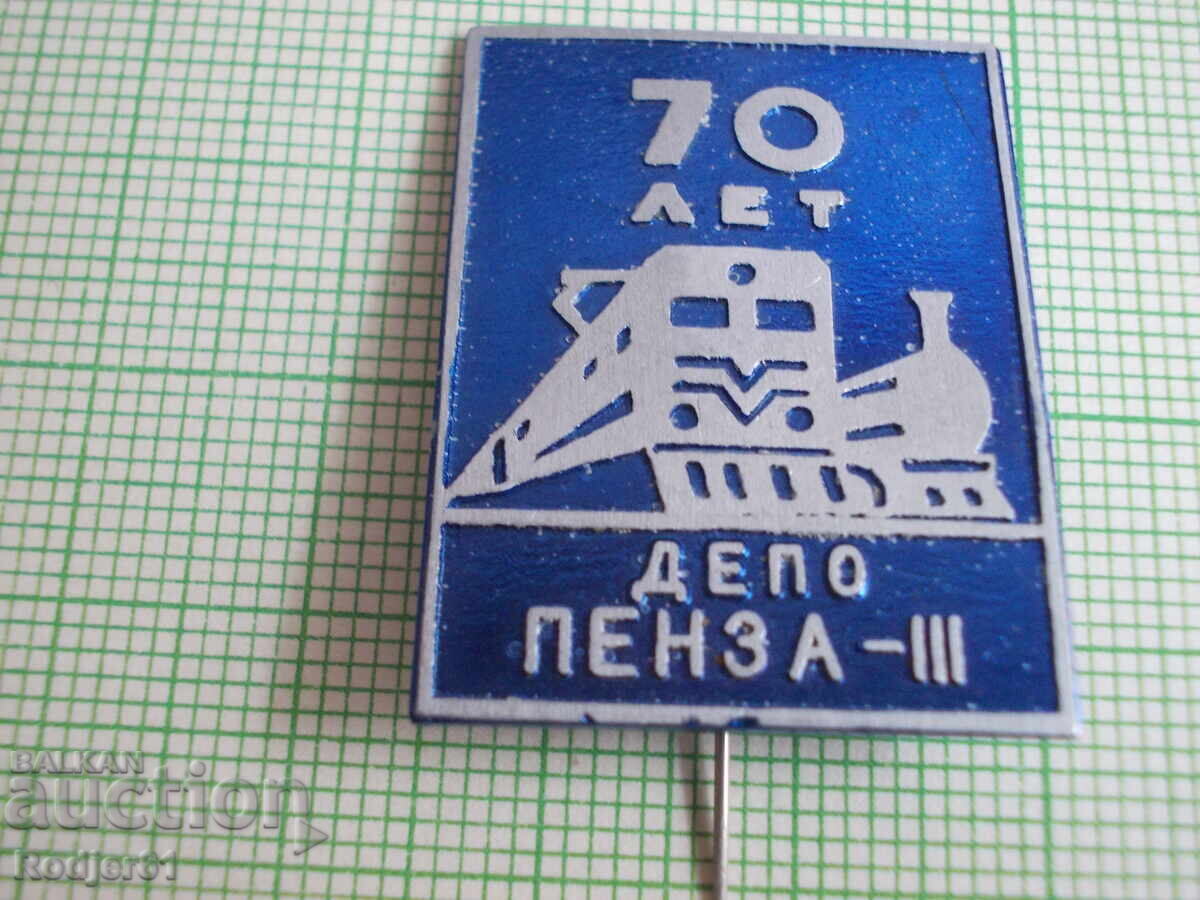 70
ЛЕТ
ДЕПО
ПЕНЗА-III
BALKAN
auction
Rodjer61